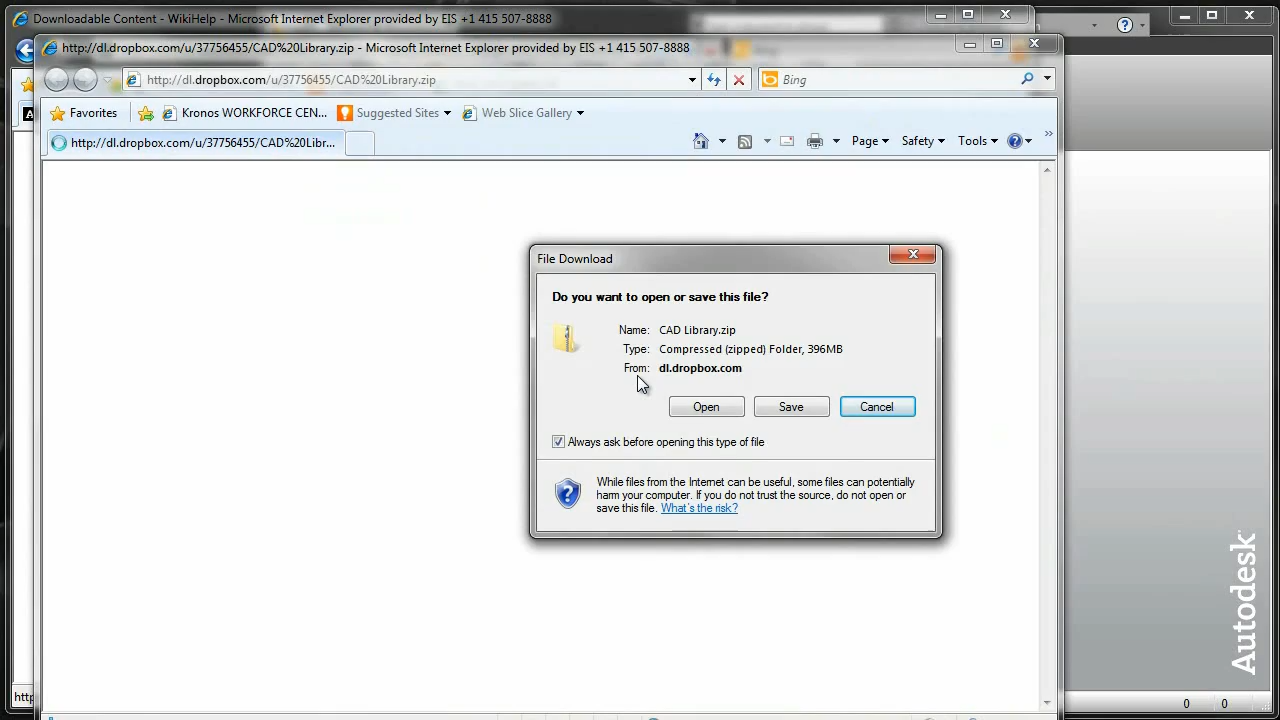 Downloadable Content - WikiHelp - Microsoft Internet Explorer provided by EIS +1 415 507-8888
http://dl.dropbox.com/u/37756455/CAD%20Library.zip - Microsoft Internet Explorer provided by EIS +1 415 507-8888
http://dl.dropbox.com/u/37756455/CAD%20Library.zip
Bing
Favorites
Kronos WORKFORCE CEN...
Suggested Sites
Web Slice Gallery
http://dl.dropbox.com/u/37756455/CAD%20Libr...
Page
Safety
Tools
File Download
Do you want to open or save this file?
Name: CAD Library.zip
Type: Compressed (zipped) Folder, 396MB
From: dl.dropbox.com
Open
Save
Cancel
Always ask before opening this type of file
While files from the Internet can be useful, some files can potentially
harm your computer. If you do not trust the source, do not open or
save this file. What's the risk?
Autodesk
http
0
0